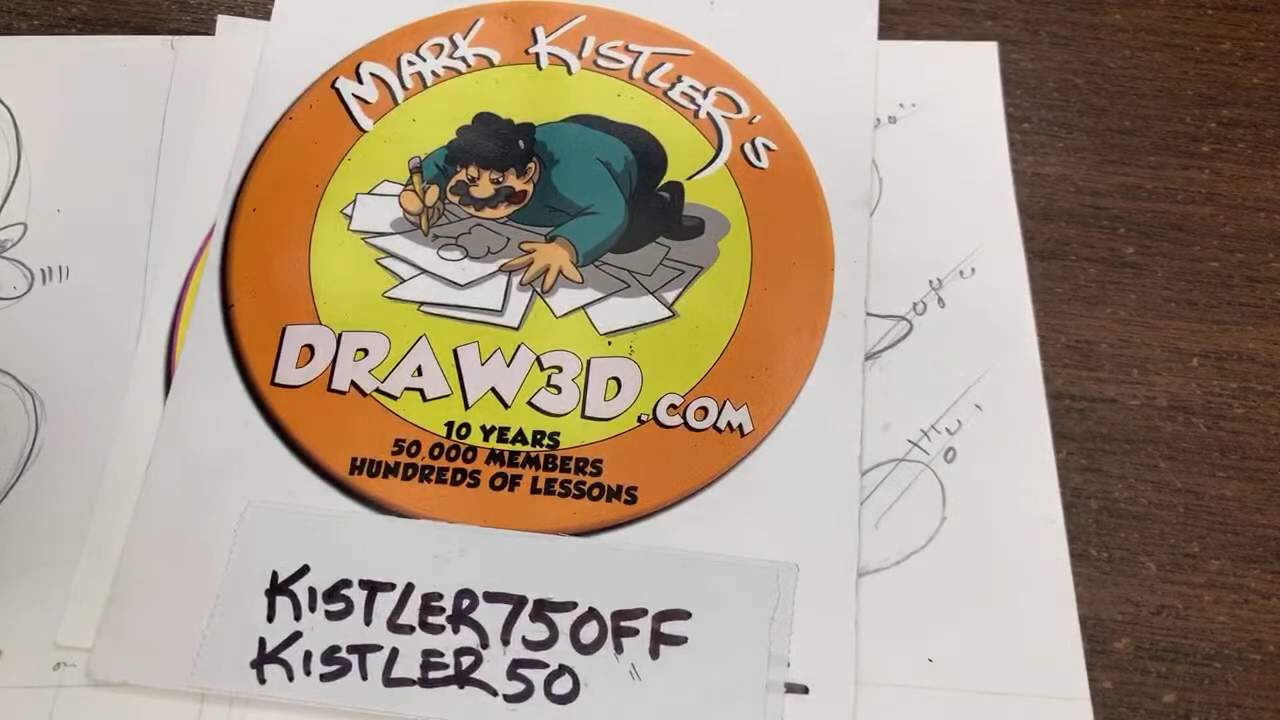 MARK KISTLER'S
DRAW3D.COM
10 YEARS
50,000 MEMBERS
HUNDREDS OF LESSONS
KISTLER75OFF
KISTLER50